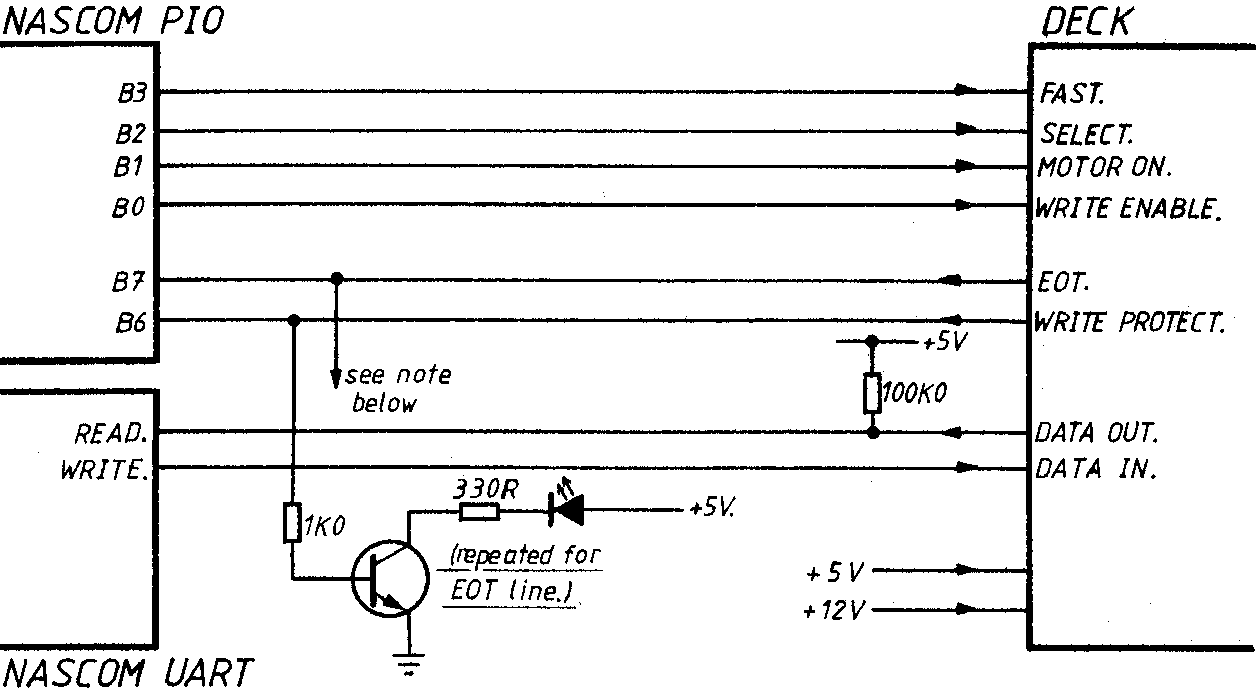 NASCOM PIO
DECK
B3
FAST.
B2
SELECT.
B1
MOTOR ON.
B0
WRITE ENABLE.
B7
EOT.
B6
WRITE PROTECT.
+5V
see note
below
100K0
READ.
DATA OUT.
WRITE.
DATA IN.
330R
+5V.
1K0
(repeated for
EOT line.)
+5V
+12V
NASCOM UART